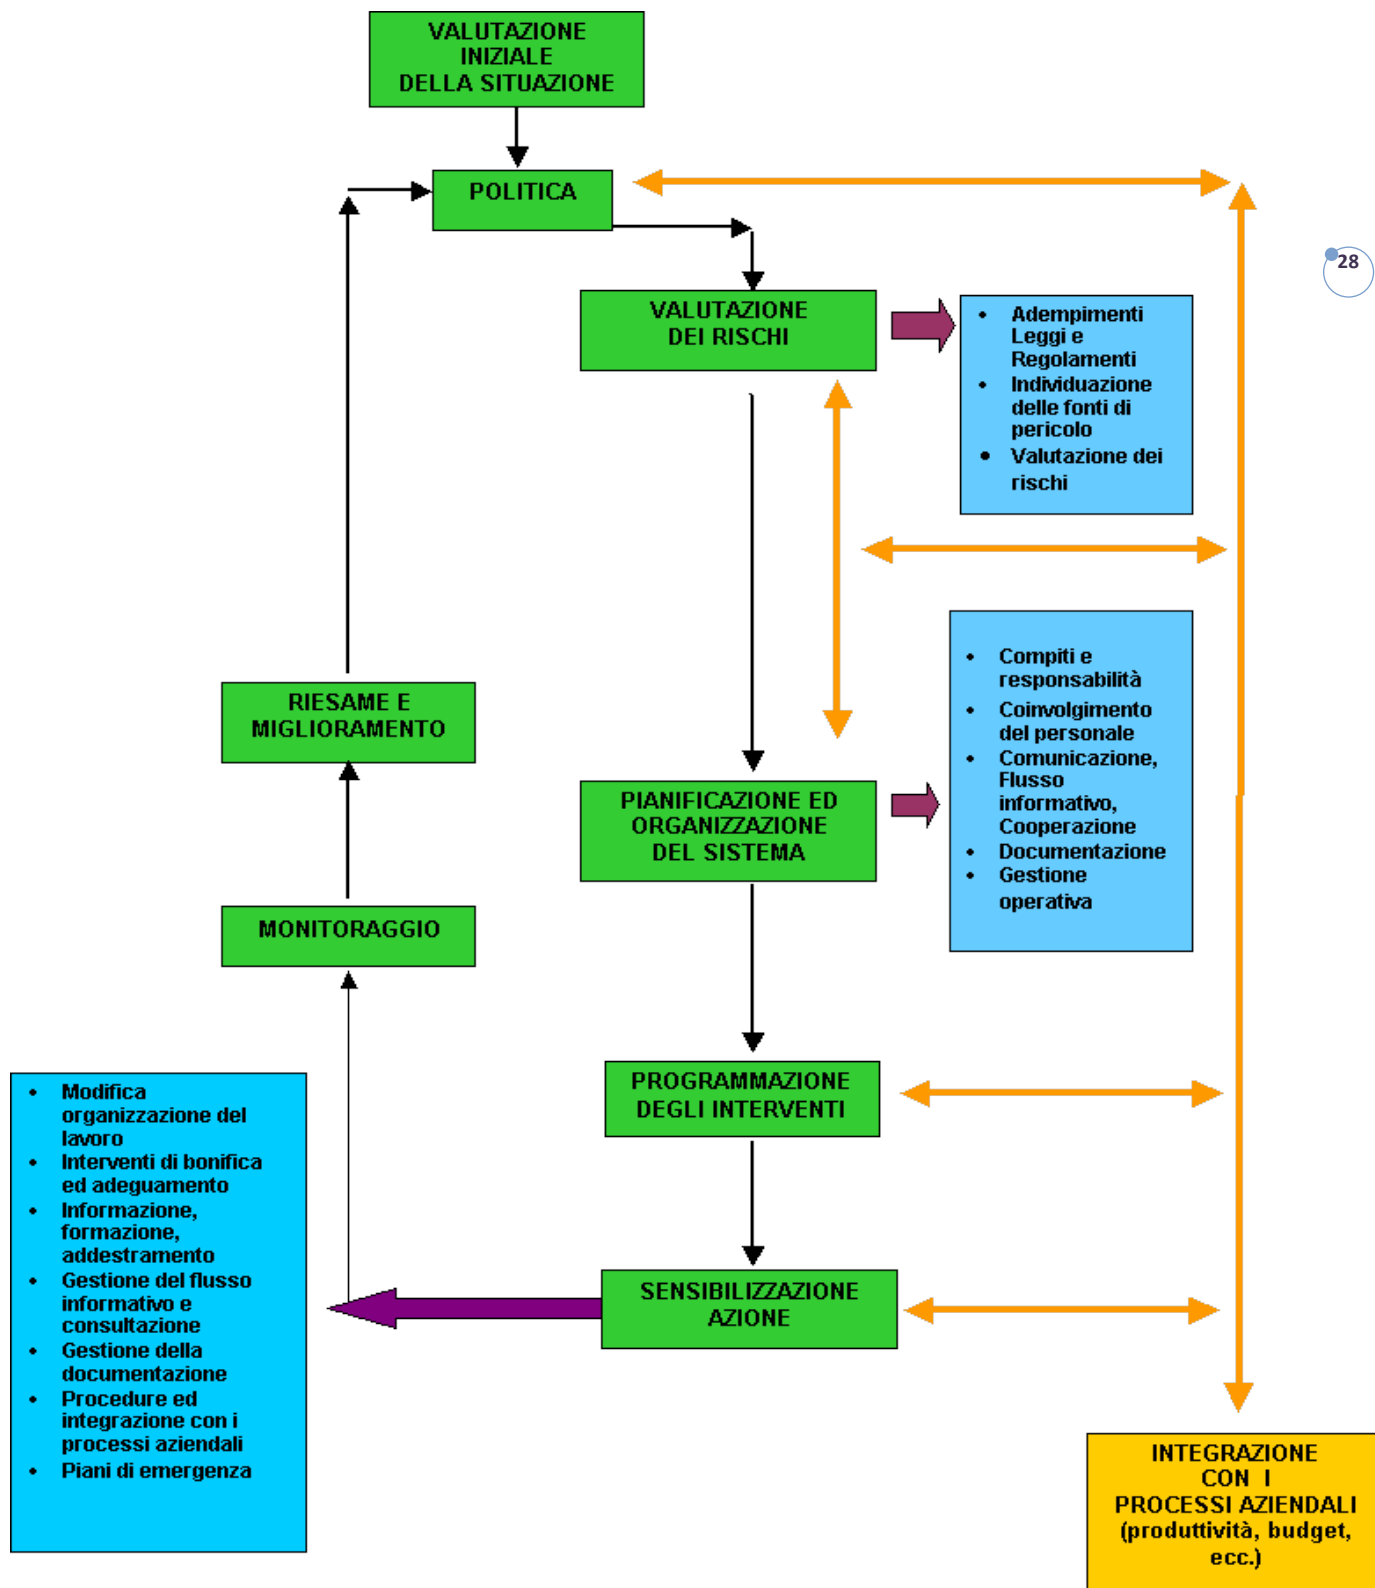 VALUTAZIONE
INIZIALE
DELLA SITUAZIONE
POLITICA
28
VALUTAZIONE
DEI RISCHI
• Adempimenti
Leggi e
Regolamenti
• Individuazione
delle fonti di
pericolo
• Valutazione dei
rischi
• Compiti e
responsabilità
• Coinvolgimento
del personale
• Comunicazione,
Flusso
informativo,
Cooperazione
• Documentazione
• Gestione
operativa
RIESAME E
MIGLIORAMENTO
PIANIFICAZIONE ED
ORGANIZZAZIONE
DEL SISTEMA
MONITORAGGIO
PROGRAMMAZIONE
DEGLI INTERVENTI
• Modifica
organizzazione del
lavoro
• Interventi di bonifica
ed adeguamento
• Informazione,
formazione,
addestramento
• Gestione del flusso
informativo e
consultazione
• Gestione della
documentazione
• Procedure ed
integrazione con i
processi aziendali
• Piani di emergenza
SENSIBILIZZAZIONE
AZIONE
INTEGRAZIONE
CON I
PROCESSI AZIENDALI
(produttività, budget,
ecc.)